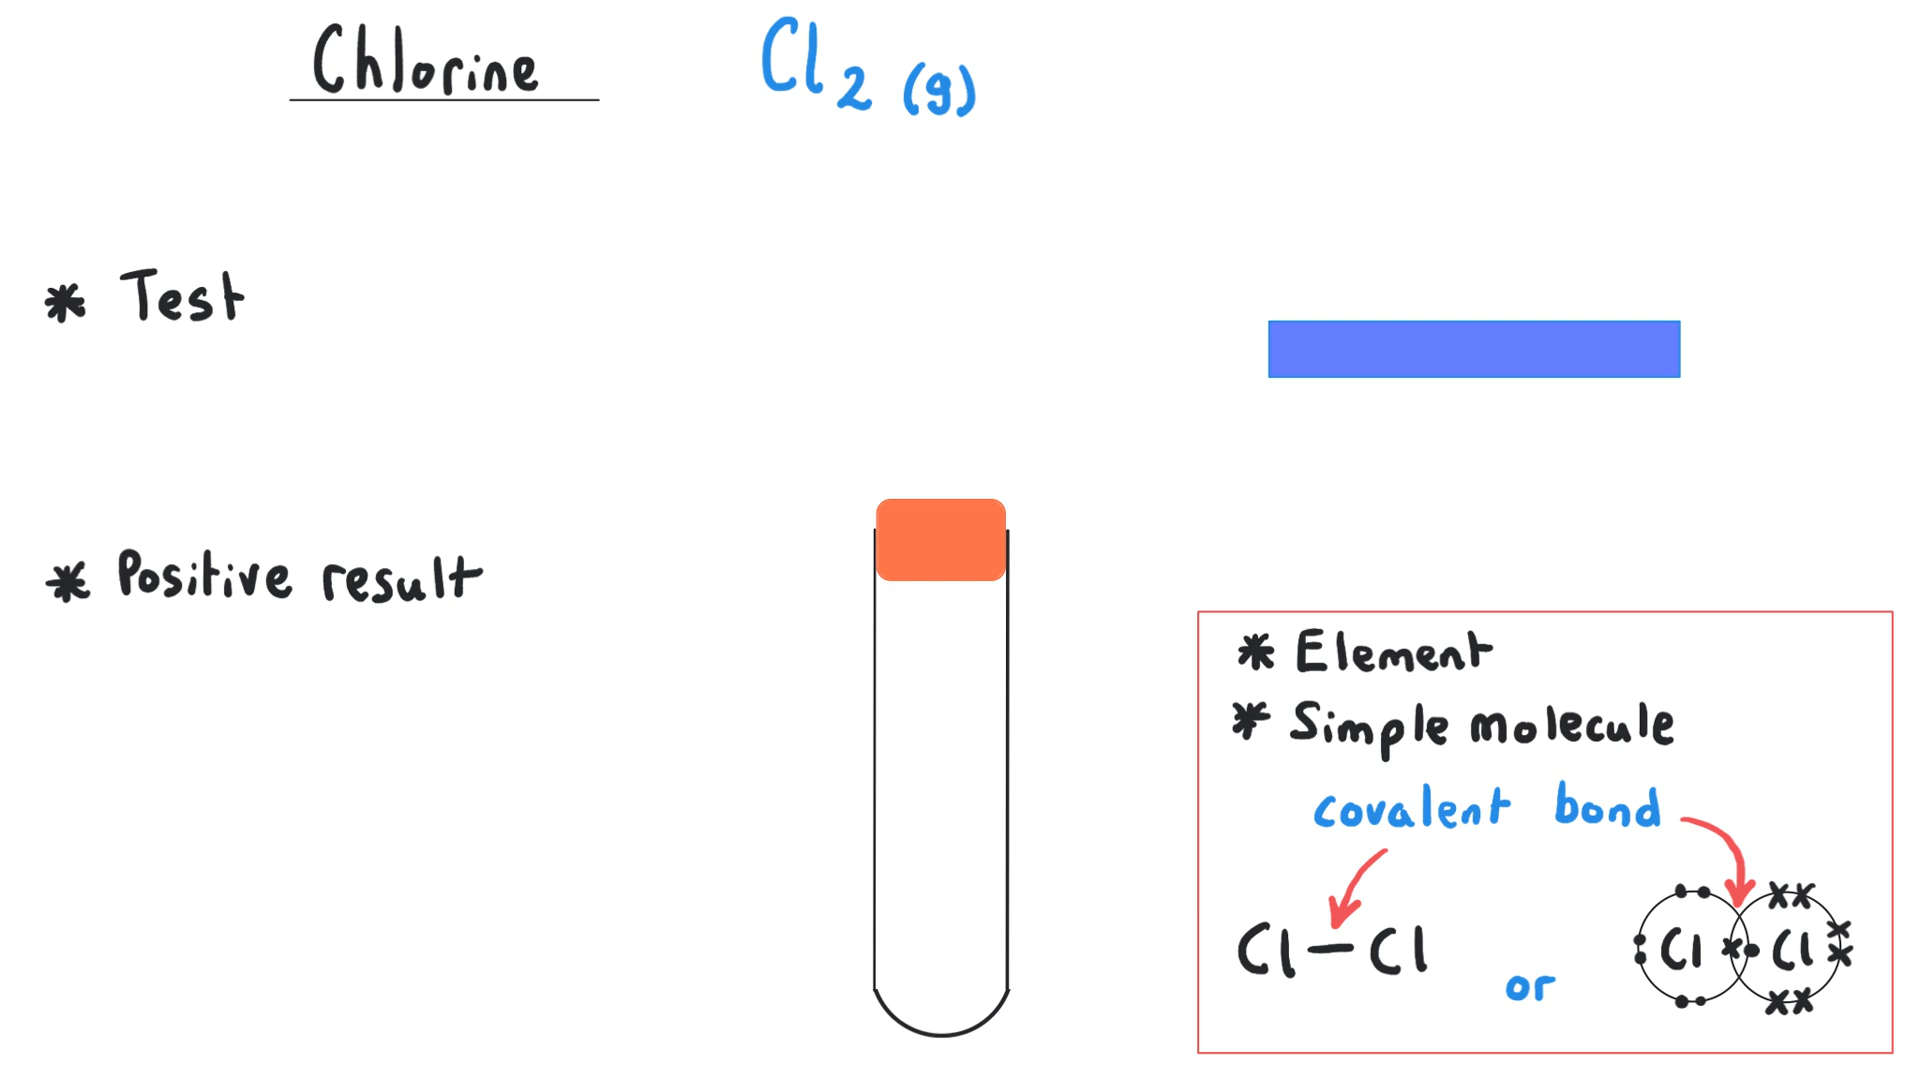 Chlorine Cl₂ (g)
* Test
* Positive result
* Element
* Simple molecule
covalent bond
Cl–Cl
or
Cl Cl